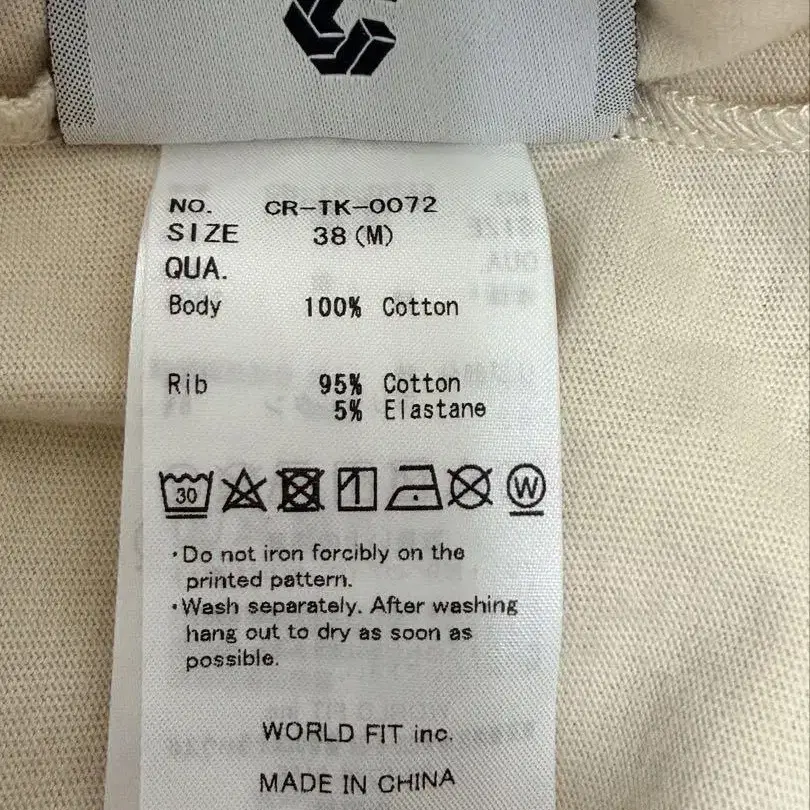 NO. CR-TK-0072
SIZE 38(M)
QUA.
Body 100% Cotton
Rib 95% Cotton
5% Elastane
30 W
・Do not iron forcibly on the
printed pattern.
・Wash separately. After washing
hang out to dry as soon as
possible.
WORLD FIT inc.
MADE IN CHINA